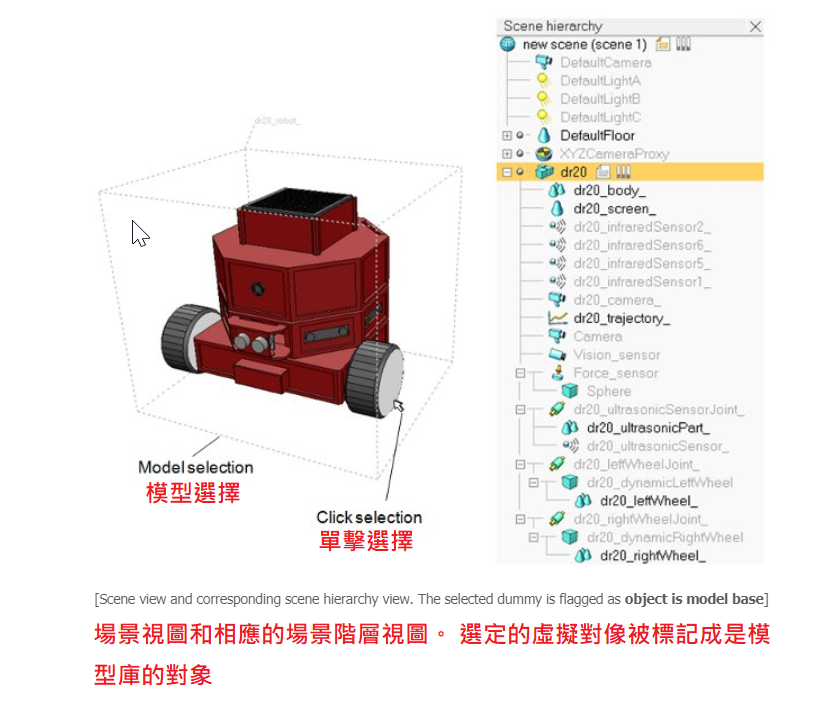 Scene hierarchy
new scene (scene 1)
DefaultCamera
DefaultLightA
DefaultLightB
DefaultLightC
DefaultFloor
XYZCameraProxy
dr20
dr20_body_
dr20_screen_
dr20_infraredSensor2_
dr20_infraredSensor6_
dr20_infraredSensor5_
dr20_infraredSensor1_
dr20_camera_
dr20_trajectory_
Camera
Vision_sensor
Force_sensor
Sphere
dr20_ultrasonicSensorJoint_
dr20_ultrasonicPart_
dr20_ultrasonicSensor_
dr20_leftWheelJoint_
dr20_dynamicLeftWheel
dr20_leftWheel_
dr20_rightWheelJoint_
dr20_dynamicRightWheel
dr20_rightWheel_
dr20_robot_
Model selection
模型選擇
Click selection
單擊選擇
[Scene view and corresponding scene hierarchy view. The selected dummy is flagged as object is model base]
場景視圖和相應的場景階層視圖。 選定的虛擬對像被標記成是模
型庫的對象